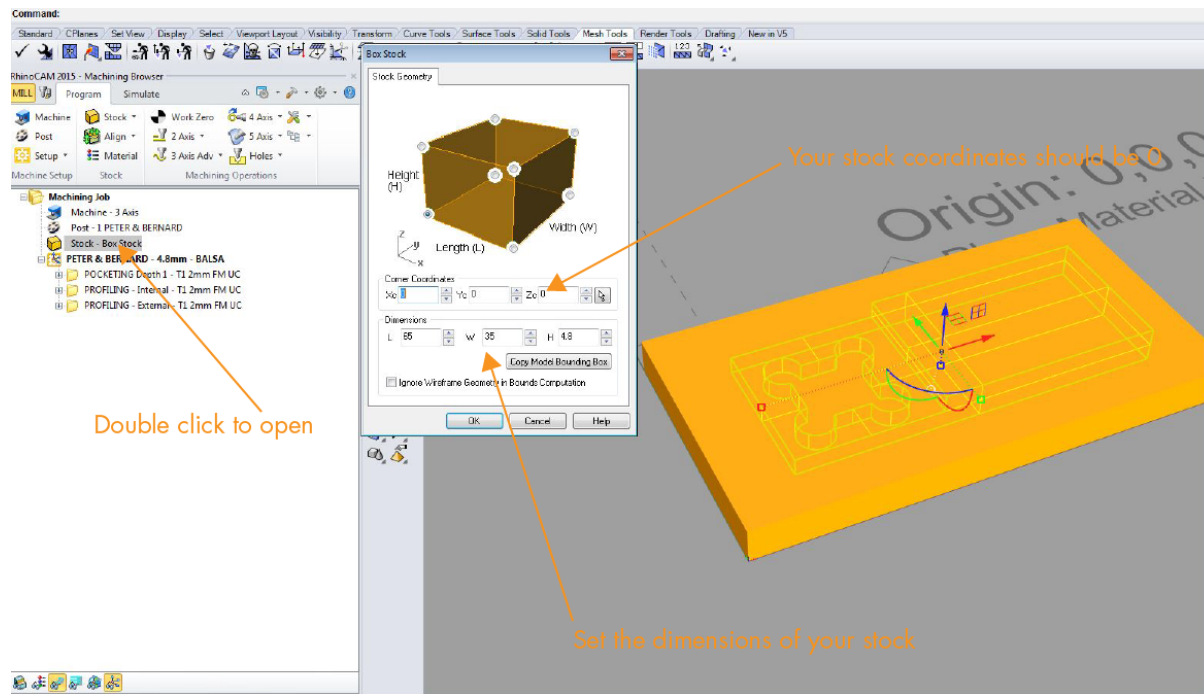 Command:
Standard CPlanes Set View Display Select Viewport Layout Visibility Transform Curve Tools Surface Tools Solid Tools Mesh Tools Render Tools Drafting New in V5
RhinoCAM 2015 - Machining Browser
MILL Program Simulate
Machine Stock Work Zero 4 Axis
Post Align 2 Axis 5 Axis
Setup Material 3 Axis Adv Holes
Machine Setup Stock Machining Operations
Machining Job
Machine - 3 Axis
Post - 1 PETER & BERNARD
Stock - Box Stock
PETER & BERNARD - 4.8mm - BALSA
POCKETING Depth 1 - T1 2mm FM UC
PROFILING - Internal - T1 2mm FM UC
PROFILING - External - T1 2mm FM UC
Double click to open
Box Stock
Stock Geometry
Height
(H)
Width (W)
Length (L)
Z
y
x
Corner Coordinates
Xc 0 Yc 0 Zc 0
Dimensions
L 65 W 35 H 4.8
Copy Model Bounding Box
Ignore Wireframe Geometry in Bounds Computation
OK Cancel Help
123
Your stock coordinates should be 0
Origin: 0,0,0
Material
Set the dimensions of your stock